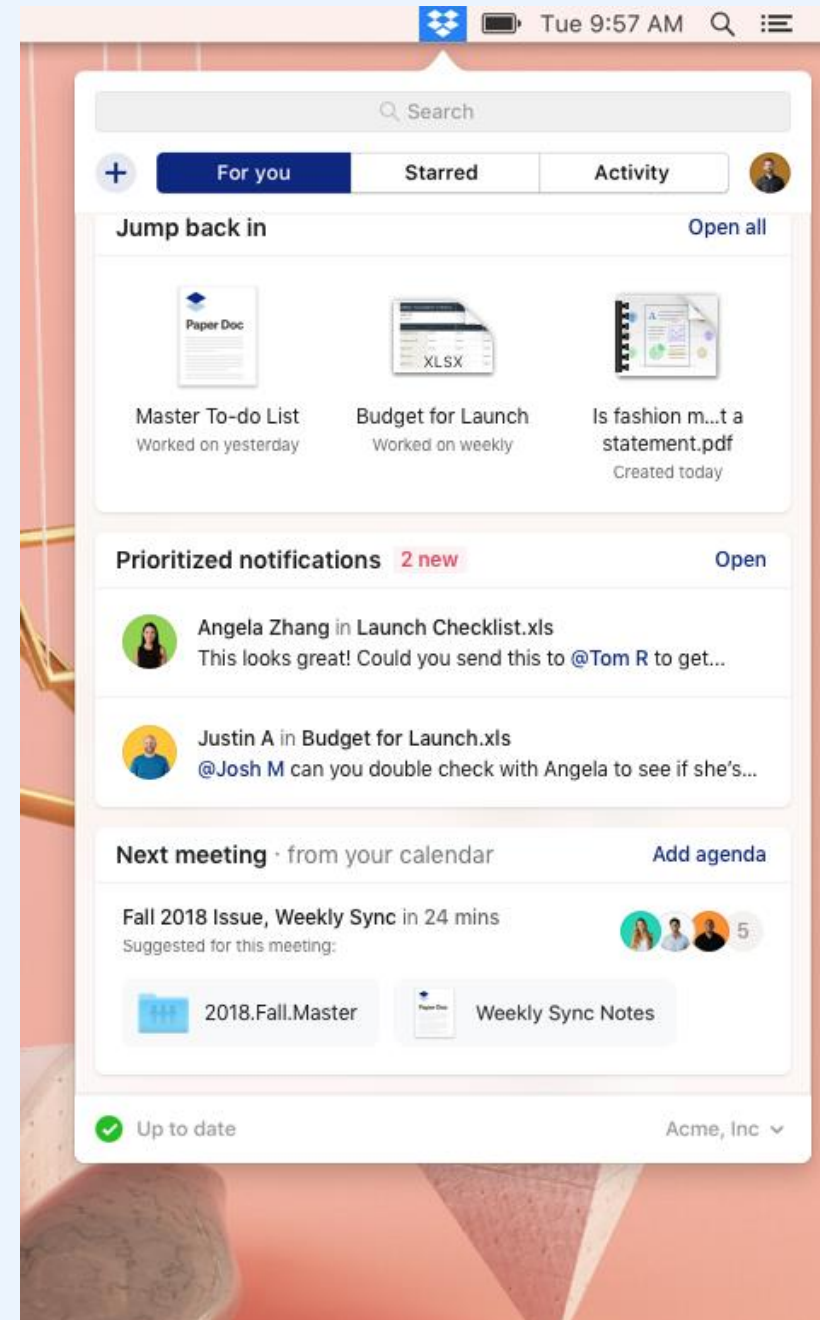 Tue 9:57 AM
Search
For you
Starred
Activity
Jump back in
Open all
Paper Doc
XLSX
Master To-do List
Worked on yesterday
Budget for Launch
Worked on weekly
Is fashion m...t a
statement.pdf
Created today
Prioritized notifications 2 new
Open
Angela Zhang in Launch Checklist.xls
This looks great! Could you send this to @Tom R to get...
Justin A in Budget for Launch.xls
@Josh M can you double check with Angela to see if she's...
Next meeting · from your calendar
Add agenda
Fall 2018 Issue, Weekly Sync in 24 mins
5
Suggested for this meeting:
2018.Fall.Master
Paper Doc
Weekly Sync Notes
Up to date
Acme, Inc